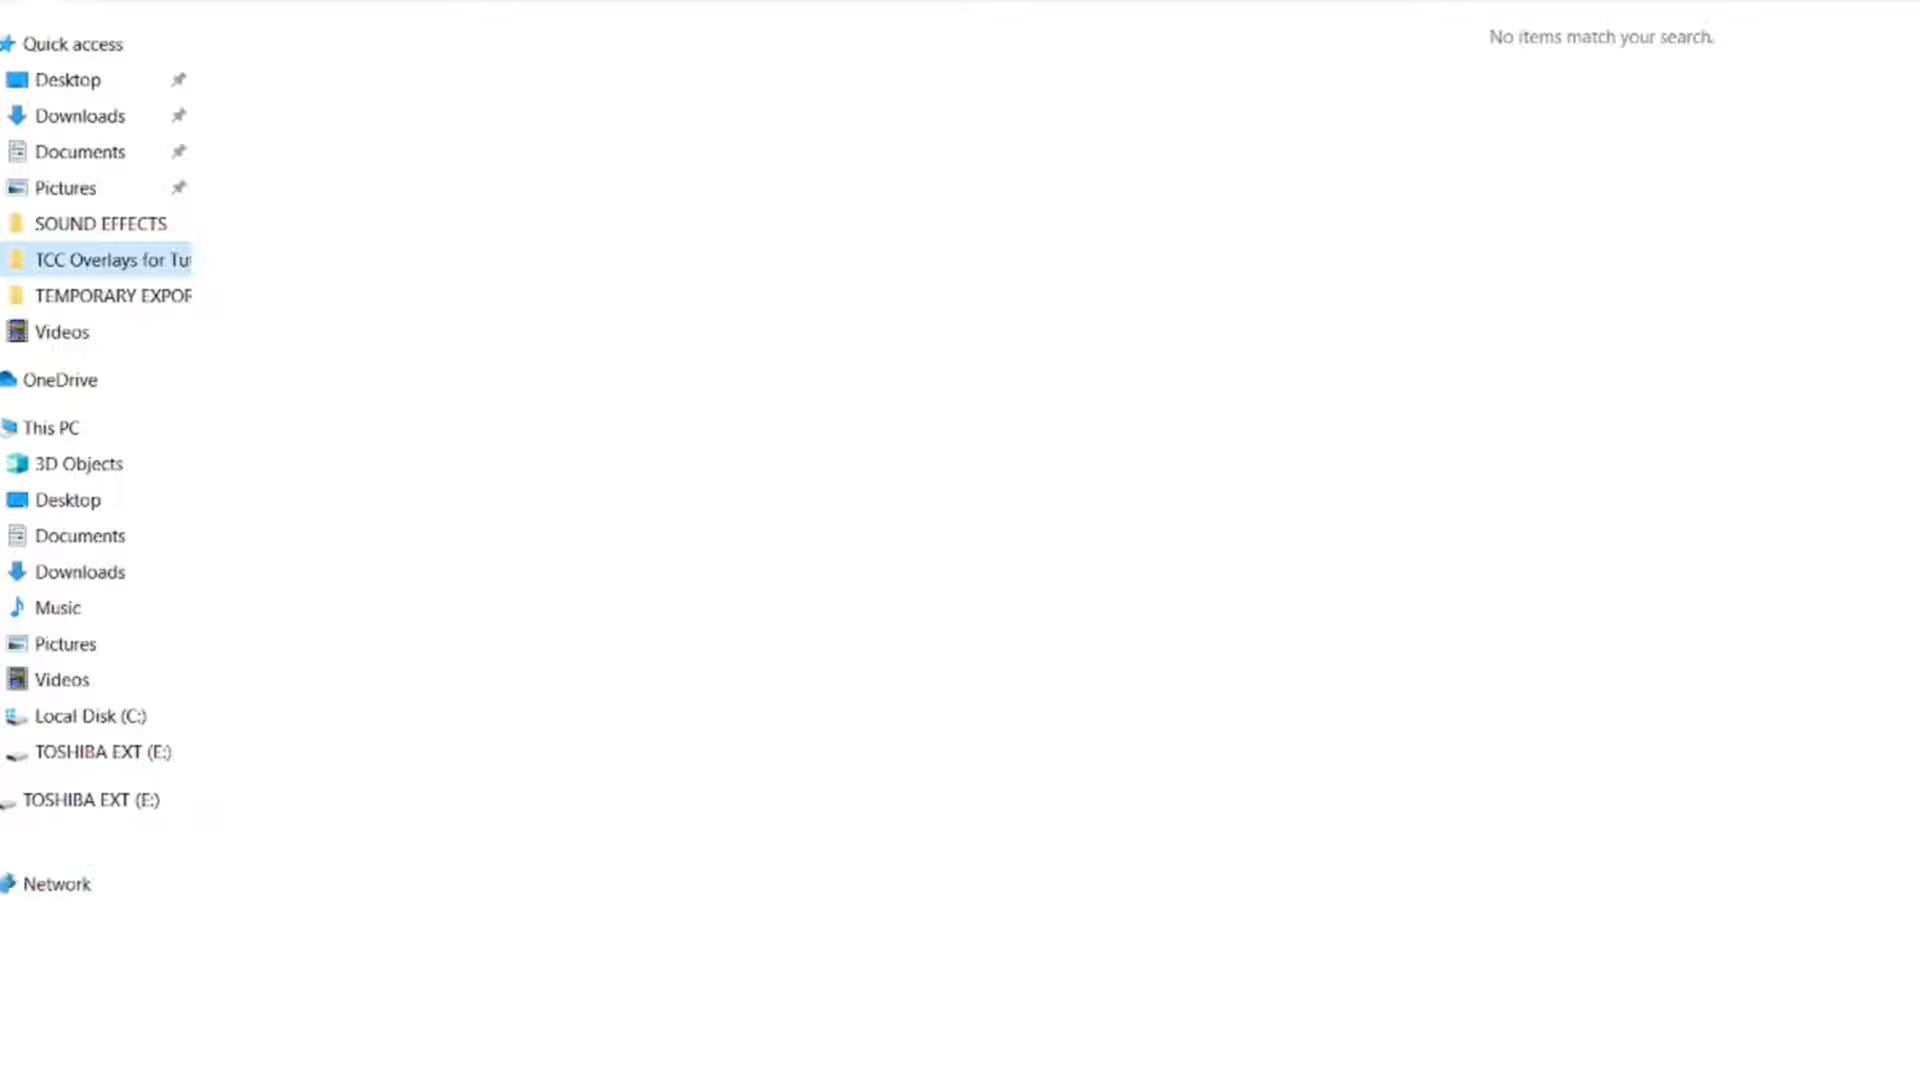 Quick access
No items match your search.
Desktop
Downloads
Documents
Pictures
SOUND EFFECTS
TCC Overlays for Tu
TEMPORARY EXPOR
Videos
OneDrive
This PC
3D Objects
Desktop
Documents
Downloads
Music
Pictures
Videos
Local Disk (C:)
TOSHIBA EXT (E:)
TOSHIBA EXT (E:)
Network